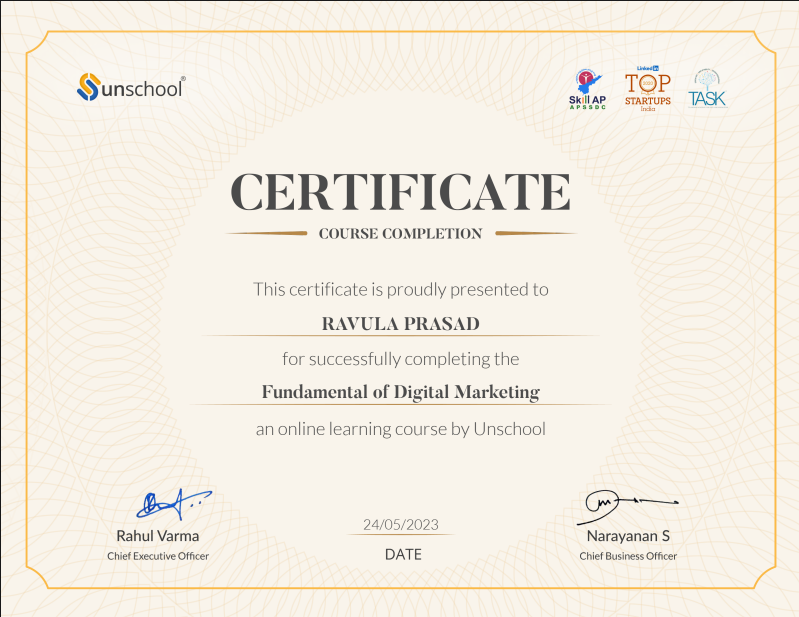 Sunschool®
Skill AP
APSSDC
LinkedIn
TOP
STARTUPS
India
TASK
CERTIFICATE
COURSE COMPLETION
This certificate is proudly presented to
RAVULA PRASAD
for successfully completing the
Fundamental of Digital Marketing
an online learning course by Unschool
Rahul Varma
Chief Executive Officer
24/05/2023
DATE
Narayanan S
Chief Business Officer